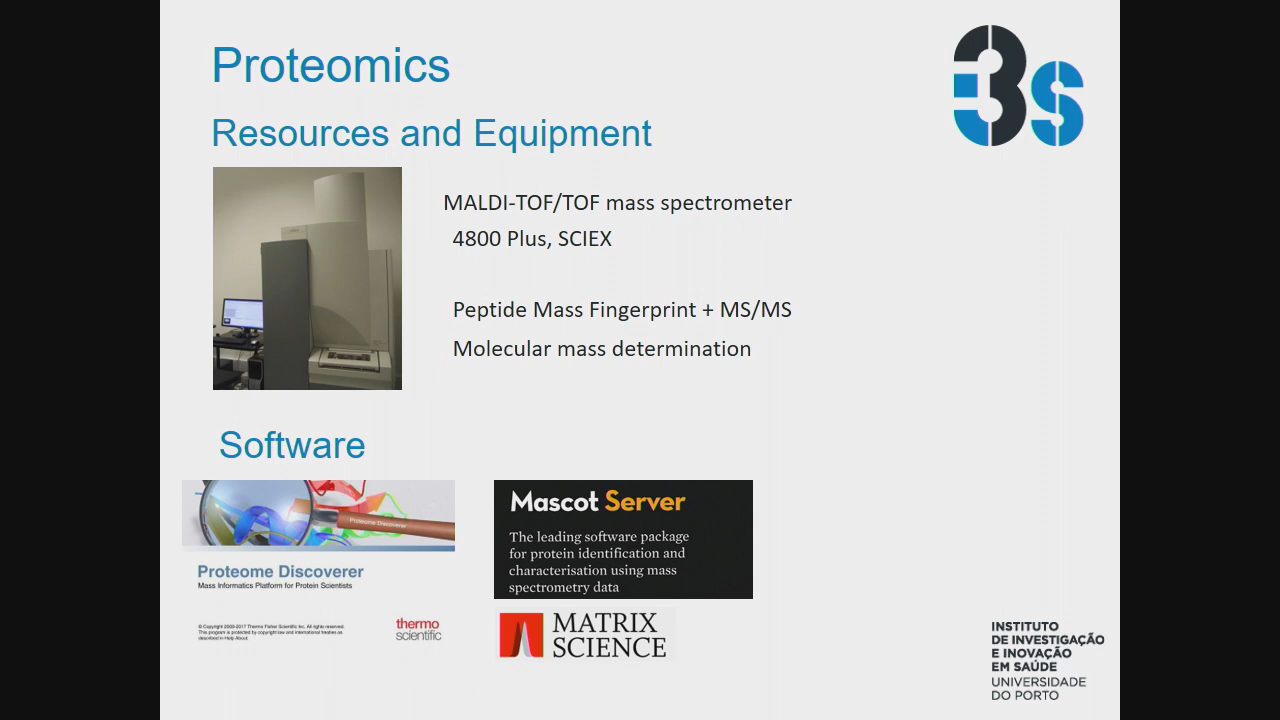 Proteomics
3s
Resources and Equipment
MALDI-TOF/TOF mass spectrometer
4800 Plus, SCIEX
Peptide Mass Fingerprint + MS/MS
Molecular mass determination
Software
Proteome Discoverer
Proteome Discoverer
Mass Informatics Platform for Protein Scientists
© Copyright 2008-2017 Thermo Fisher Scientific Inc. All rights reserved.
This program is protected by copyright law and international treaties as
described in Help About.
thermo
scientific
Mascot Server
The leading software package
for protein identification and
characterisation using mass
spectrometry data
MATRIX
SCIENCE
INSTITUTO
DE INVESTIGAÇÃO
E INOVAÇÃO
EM SAÚDE
UNIVERSIDADE
DO PORTO